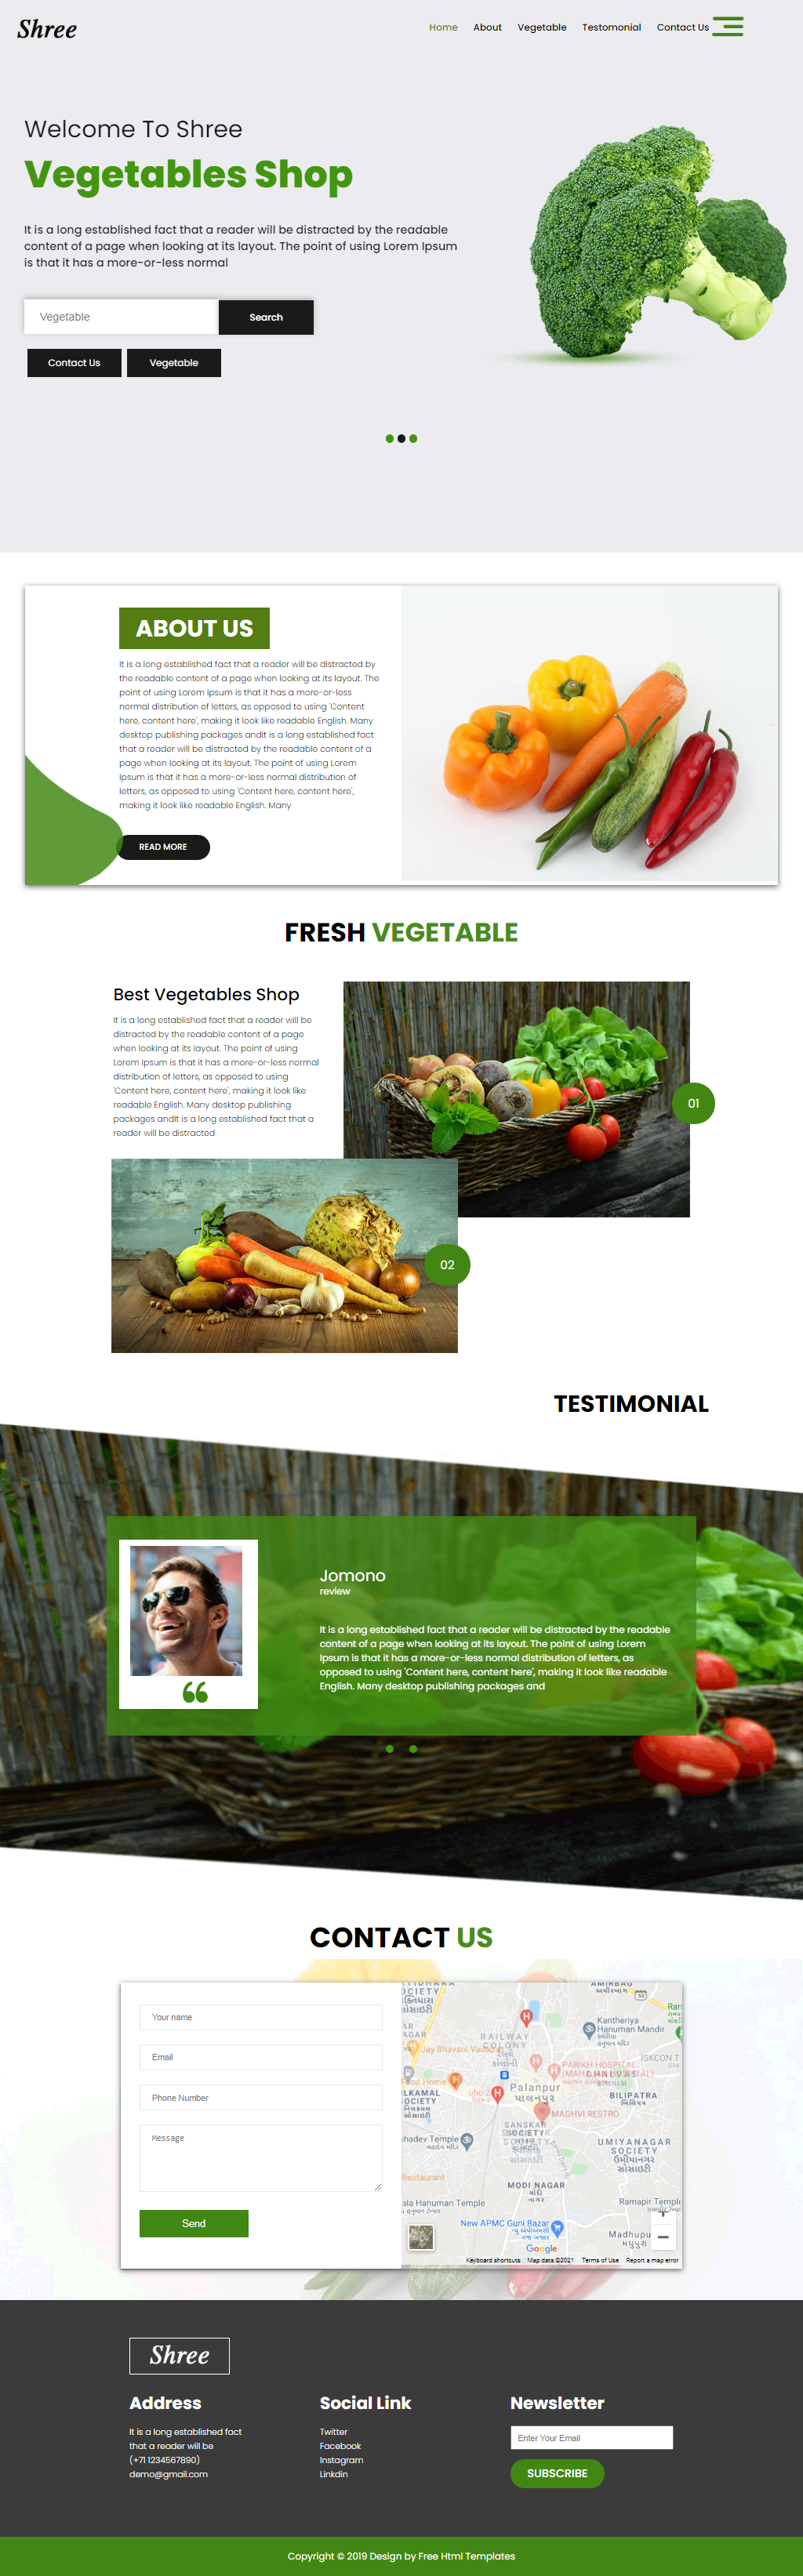 Shree
Home About Vegetable Testomonial Contact Us
Welcome To Shree
Vegetables Shop
It is a long established fact that a reader will be distracted by the readable
content of a page when looking at its layout. The point of using Lorem Ipsum
is that it has a more-or-less normal
Vegetable Search
Contact Us Vegetable
ABOUT US
It is a long established fact that a reader will be distracted by
the readable content of a page when looking at its layout. The
point of using Lorem Ipsum is that it has a more-or-less
normal distribution of letters, as opposed to using 'Content
here, content here', making it look like readable English. Many
desktop publishing packages andIt is a long established fact
that a reader will be distracted by the readable content of a
page when looking at its layout. The point of using Lorem
Ipsum is that it has a more-or-less normal distribution of
letters, as opposed to using 'Content here, content here',
making it look like readable English. Many
READ MORE
FRESH VEGETABLE
Best Vegetables Shop
It is a long established fact that a reader will be
distracted by the readable content of a page
when looking at its layout. The point of using
Lorem Ipsum is that it has a more-or-less normal
distribution of letters, as opposed to using
'Content here, content here', making it look like
readable English. Many desktop publishing
packages andIt is a long established fact that a
reader will be distracted
01
02
TESTIMONIAL
Jomono
review
It is a long established fact that a reader will be distracted by the readable
content of a page when looking at its layout. The point of using Lorem
Ipsum is that it has a more-or-less normal distribution of letters, as
opposed to using 'Content here, content here', making it look like readable
English. Many desktop publishing packages and
CONTACT US
Your name
Email
Phone Number
Message
Send
AMIRBAG
Kantheriya
Hanuman Mandir
RAILWAY
COLONY
Jay Bhavani Vadapav
ISKCON T
PARIKH HOSPITAL
DHALVAS
Food Home
Palanpur
પાલનપુર
BILIPATRA
SOCIETY
MADHVI RESTRO
SANSKAR
SOCIETY
UMIYANAGAR
SOCIETY
ઉમીયાનગર
સોસાઇટી
Restaurant
MODI NAGAR
મોદી
નગર
ala Hanuman Temple
Ramapir Temple
New APMC Gunj Bazar
Madhupu
Google
Keyboard shortcuts Map data ©2021 Terms of Use Report a map error
Shree
Address
It is a long established fact
that a reader will be
(+71 1234567890)
demo@gmail.com
Social Link
Twitter
Facebook
Instagram
Linkdin
Newsletter
Enter Your Email
SUBSCRIBE
Copyright © 2019 Design by Free Html Templates